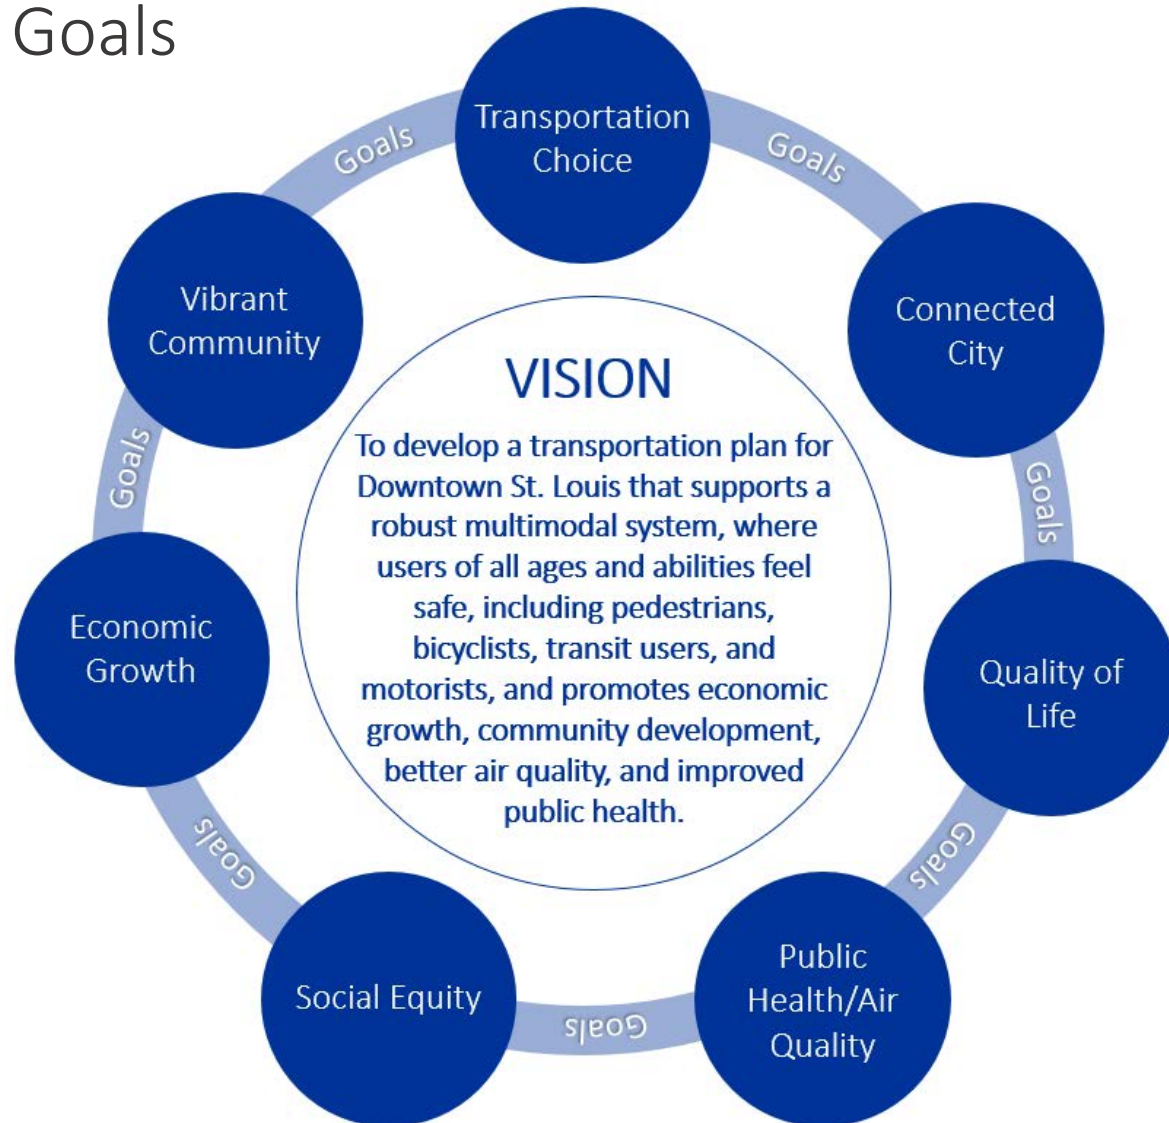 Goals
Transportation
Choice
Goals
Connected
City
Goals
Quality of
Life
Goals
Public
Health/Air
Quality
Goals
Social Equity
Goals
Economic
Growth
Goals
Vibrant
Community
Goals
VISION
To develop a transportation plan for
Downtown St. Louis that supports a
robust multimodal system, where
users of all ages and abilities feel
safe, including pedestrians,
bicyclists, transit users, and
motorists, and promotes economic
growth, community development,
better air quality, and improved
public health.